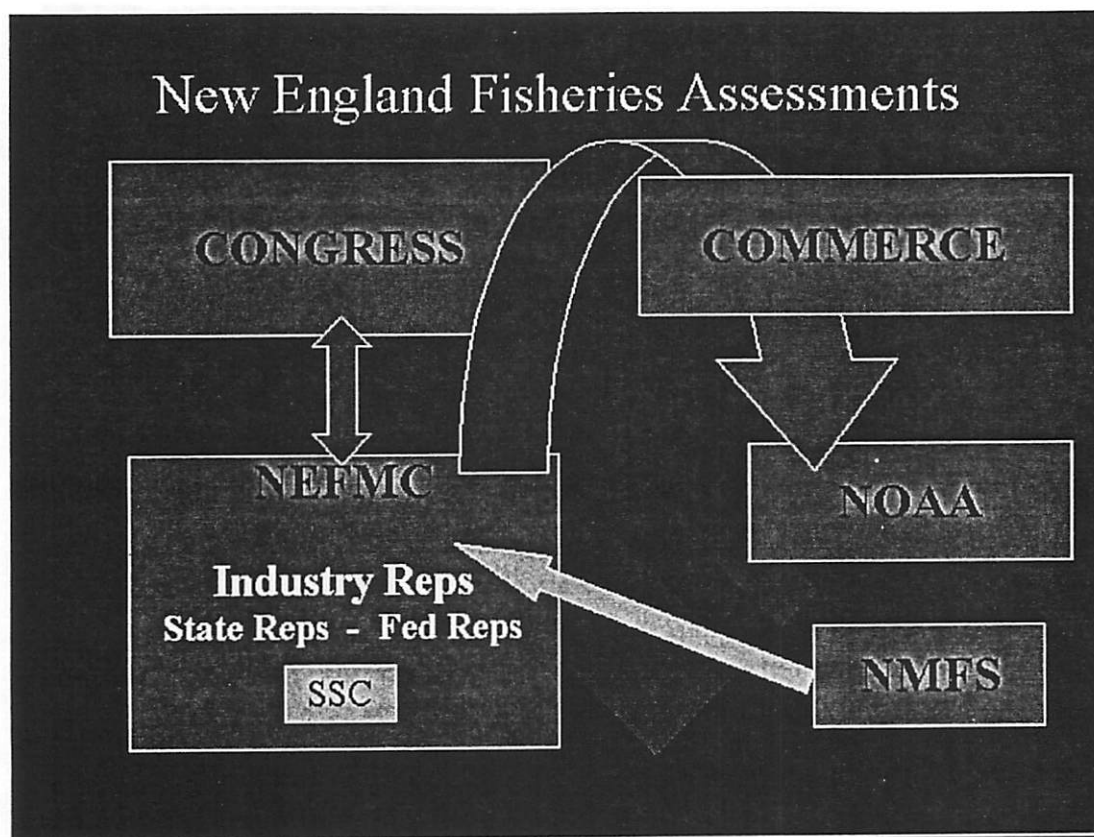 New England Fisheries Assessments
CONGRESS
COMMERCE
NEFMC
NOAA
Industry Reps
State Reps - Fed Reps
SSC
NMFS